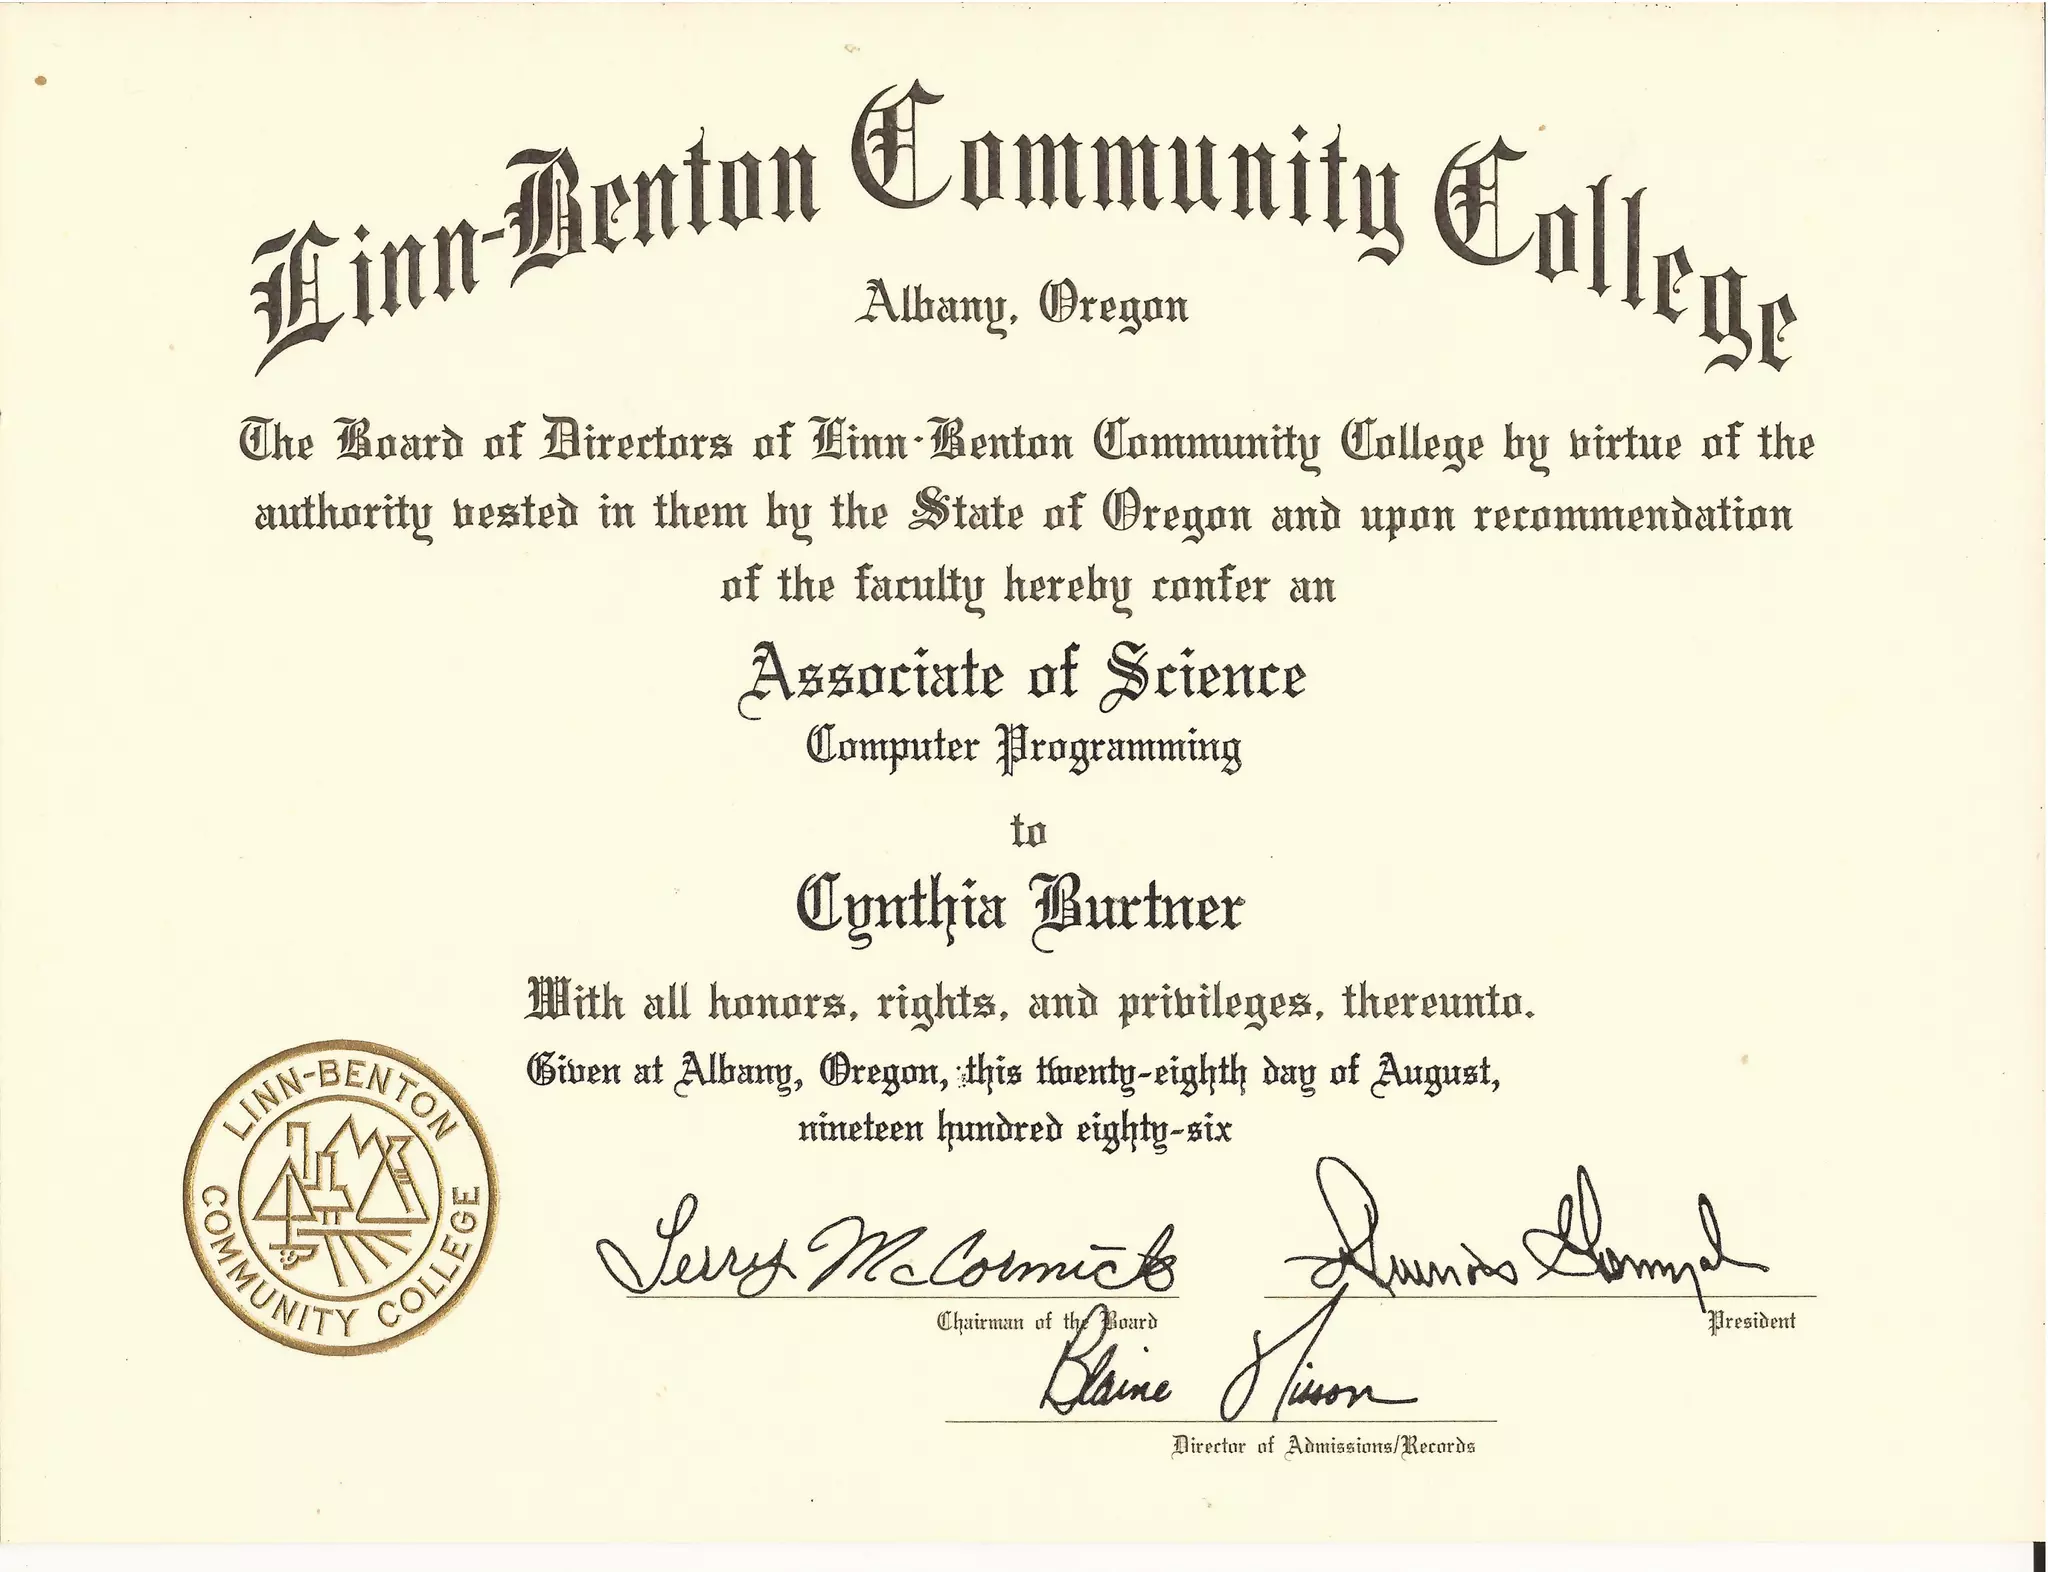 Linn-Benton Community College
Albany, Oregon
The Board of Directors of Linn-Benton Community College by virtue of the
authority vested in them by the State of Oregon and upon recommendation
of the faculty hereby confer an
Associate of Science
Computer Programming
to
Cynthia Burtner
With all honors, rights, and privileges, thereunto.
Given at Albany, Oregon, this twenty-eighth day of August,
nineteen hundred eighty-six
LINN-BENTON
COMMUNITY COLLEGE
Terry McCormick
Chairman of the Board
President
Blaine Nisson
Director of Admissions/Records